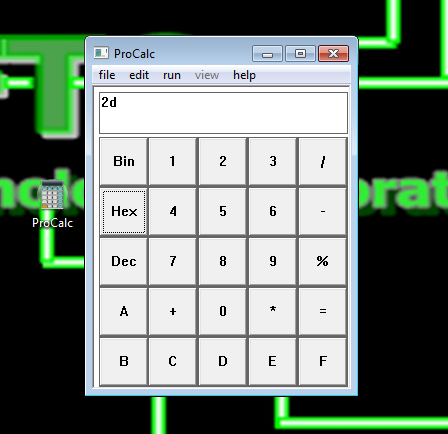 ProCalc
file edit run view help
2d
Bin 1 2 3 /
Hex 4 5 6 -
Dec 7 8 9 %
A + 0 * =
B C D E F
ProCalc